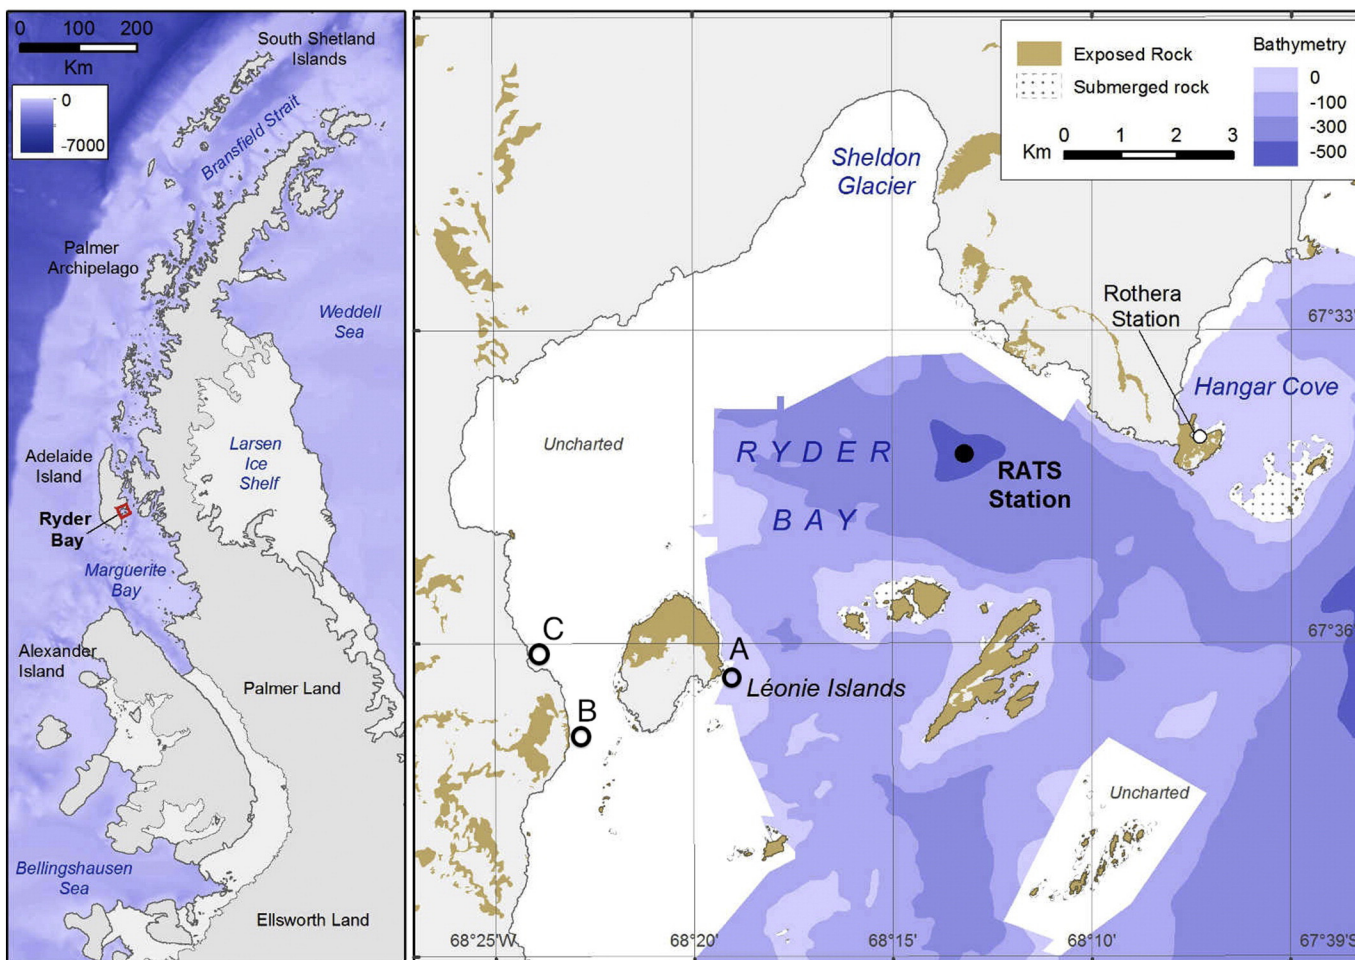 0 100 200
Km
0
-7000
South Shetland
Islands
Bransfield Strait
Palmer
Archipelago
Weddell
Sea
Adelaide
Island
Larsen
Ice
Shelf
Ryder
Bay
Marguerite
Bay
Alexander
Island
Palmer Land
Bellingshausen
Sea
Ellsworth Land
Exposed Rock
Submerged rock
0 1 2 3
Km
Bathymetry
0
-100
-300
-500
Sheldon
Glacier
Rothera
Station
67°33'
Hangar Cove
Uncharted
RYDER
BAY
RATS
Station
67°36'
C
A
B
Léonie Islands
Uncharted
68°25'W 68°20' 68°15' 68°10' 67°39'S